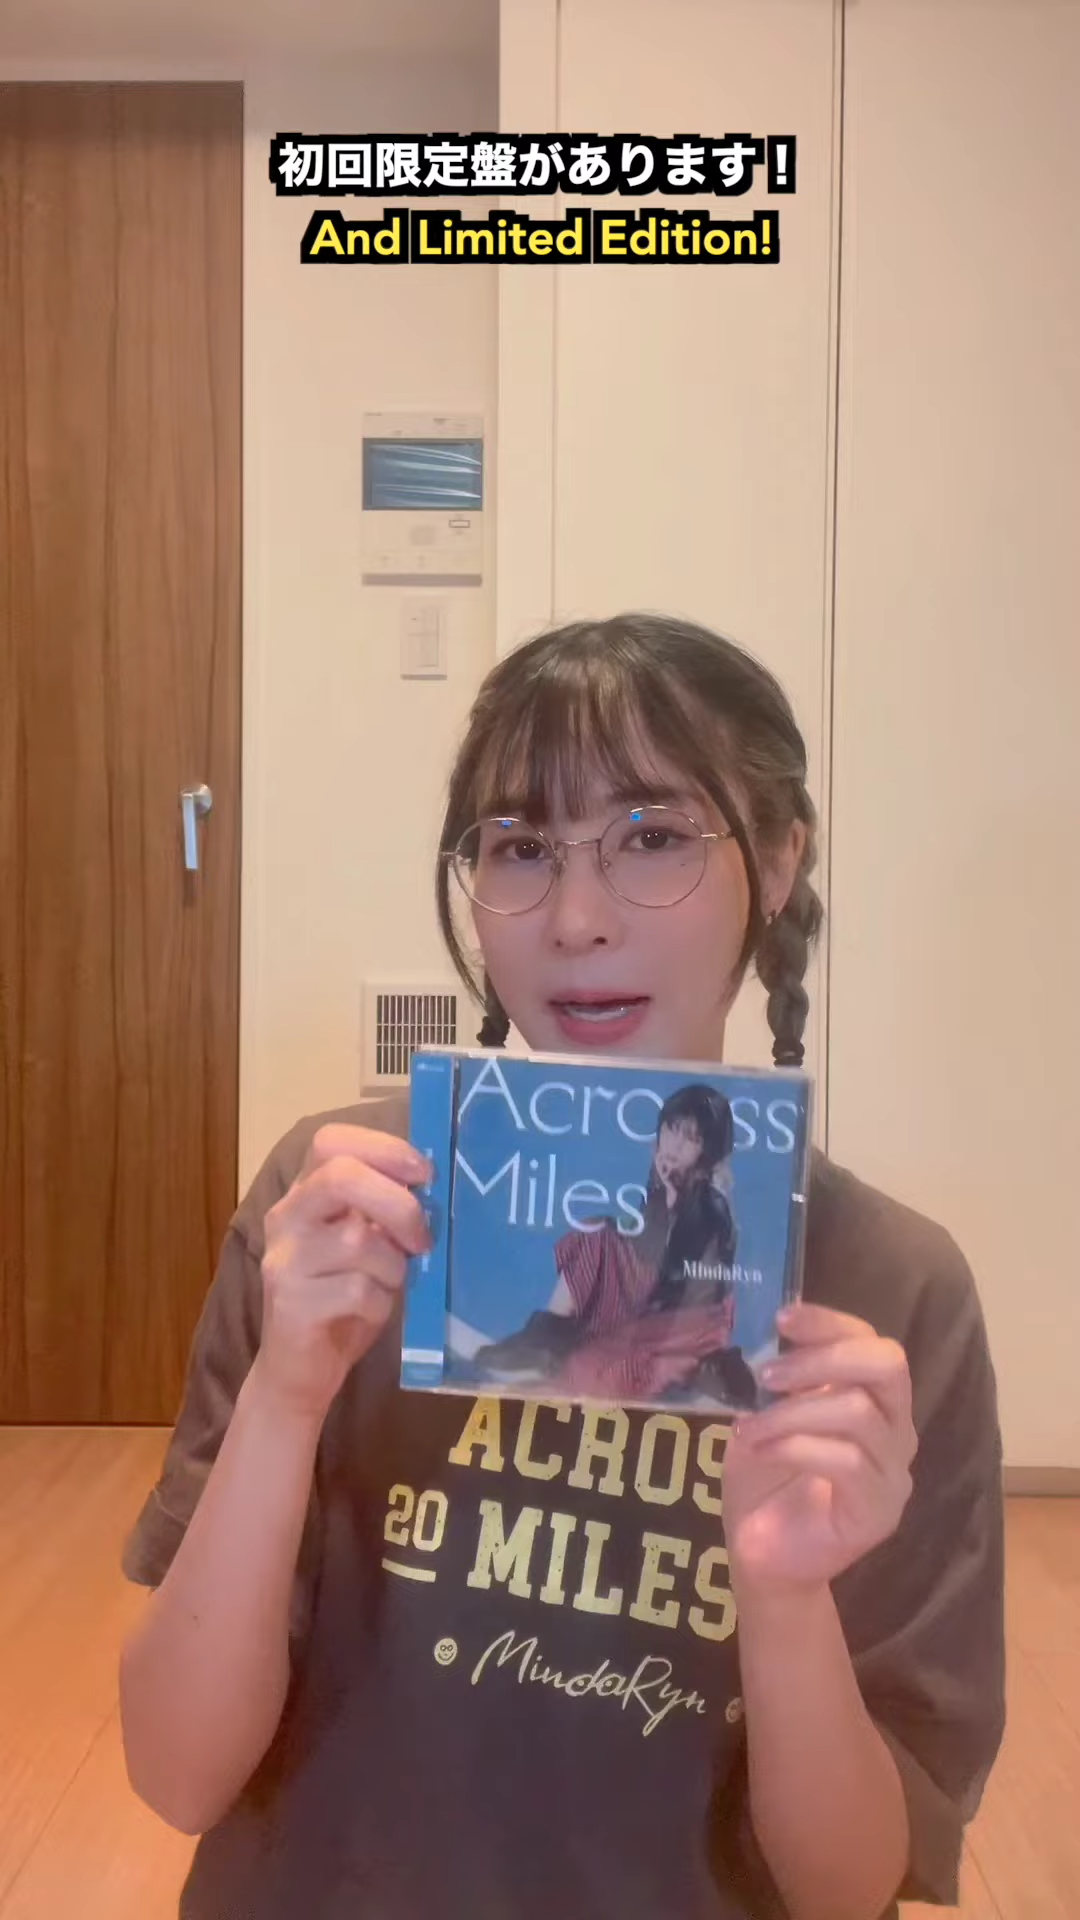 初回限定盤があります！
And Limited Edition!
Across
Miles
MindaRyn
ACROS
20 MILES
MindaRyn